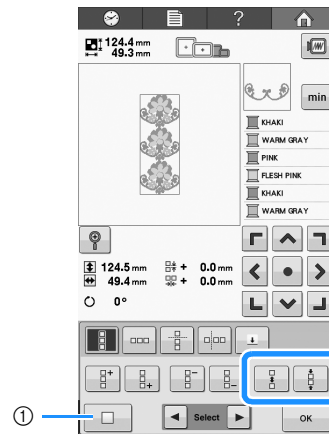 ?
124.4 mm
49.3 mm
min
KHAKI
WARM GRAY
PINK
FLESH PINK
KHAKI
WARM GRAY
124.5 mm + 0.0 mm
49.4 mm + 0.0 mm
0°
① Select OK